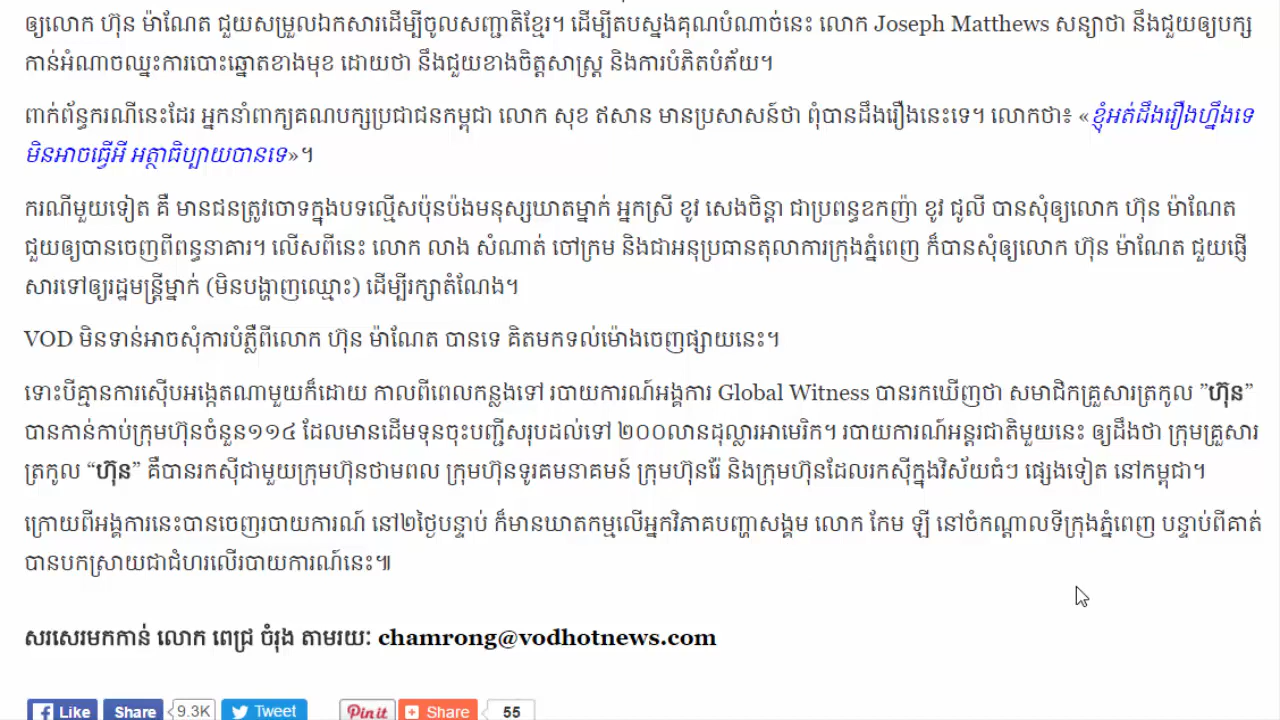 ឲ្យលោក ហ៊ុន ម៉ាណែត ជួយសម្រួលឯកសារដើម្បីចូលសញ្ជាតិខ្មែរ។ ដើម្បីតបស្នងគុណបំណាច់នេះ លោក Joseph Matthews សន្យាថា នឹងជួយឲ្យបក្ស
កាន់អំណាចឈ្នះការបោះឆ្នោតខាងមុខ ដោយថា នឹងជួយខាងចិត្តសាស្ត្រ និងការបំភិតបំភ័យ។
ពាក់ព័ន្ធករណីនេះដែរ អ្នកនាំពាក្យគណបក្សប្រជាជនកម្ពុជា លោក សុខ ឥសាន មានប្រសាសន៍ថា ពុំបានដឹងរឿងនេះទេ។ លោកថា៖ «ខ្ញុំអត់ដឹងរឿងហ្នឹងទេ
មិនអាចធ្វើអី អត្ថាធិប្បាយបានទេ»។
ករណីមួយទៀត គឺ មានជនត្រូវចោទក្នុងបទល្មើសប៉ុនប៉ងមនុស្សឃាតម្នាក់ អ្នកស្រី ខូវ សេងចិន្តា ជាប្រពន្ធឧកញ៉ា ខូវ ជូលី បានសុំឲ្យលោក ហ៊ុន ម៉ាណែត
ជួយឲ្យបានចេញពីពន្ធនាគារ។ លើសពីនេះ លោក លាង សំណាត់ ចៅក្រម និងជាអនុប្រធានតុលាការក្រុងភ្នំពេញ ក៏បានសុំឲ្យលោក ហ៊ុន ម៉ាណែត ជួយផ្ញើ
សារទៅឲ្យរដ្ឋមន្ត្រីម្នាក់ (មិនបង្ហាញឈ្មោះ) ដើម្បីរក្សាតំណែង។
VOD មិនទាន់អាចសុំការបំភ្លឺពីលោក ហ៊ុន ម៉ាណែត បានទេ គិតមកទល់ម៉ោងចេញផ្សាយនេះ។
ទោះបីគ្មានការស៊ើបអង្កេតណាមួយក៏ដោយ កាលពីពេលកន្លងទៅ របាយការណ៍អង្គការ Global Witness បានរកឃើញថា សមាជិកគ្រួសារត្រកូល ”ហ៊ុន”
បានកាន់កាប់ក្រុមហ៊ុនចំនួន១១៤ ដែលមានដើមទុនចុះបញ្ជីសរុបដល់ទៅ ២០០លានដុល្លារអាមេរិក។ របាយការណ៍អន្តរជាតិមួយនេះ ឲ្យដឹងថា ក្រុមគ្រួសារ
ត្រកូល “ហ៊ុន” គឺបានរកស៊ីជាមួយក្រុមហ៊ុនថាមពល ក្រុមហ៊ុនទូរគមនាគមន៍ ក្រុមហ៊ុនរ៉ែ និងក្រុមហ៊ុនដែលរកស៊ីក្នុងវិស័យធំៗ ផ្សេងទៀត នៅកម្ពុជា។
ក្រោយពីអង្គការនេះបានចេញរបាយការណ៍ នៅ២ថ្ងៃបន្ទាប់ ក៏មានឃាតកម្មលើអ្នកវិភាគបញ្ហាសង្គម លោក កែម ឡី នៅចំកណ្តាលទីក្រុងភ្នំពេញ បន្ទាប់ពីគាត់
បានបកស្រាយជាជំហរលើរបាយការណ៍នេះ៕
សរសេរមកកាន់ លោក ពេជ្រ ចំរុង តាមរយៈ chamrong@vodhotnews.com
Like Share 9.3K Tweet Pinit Share 55